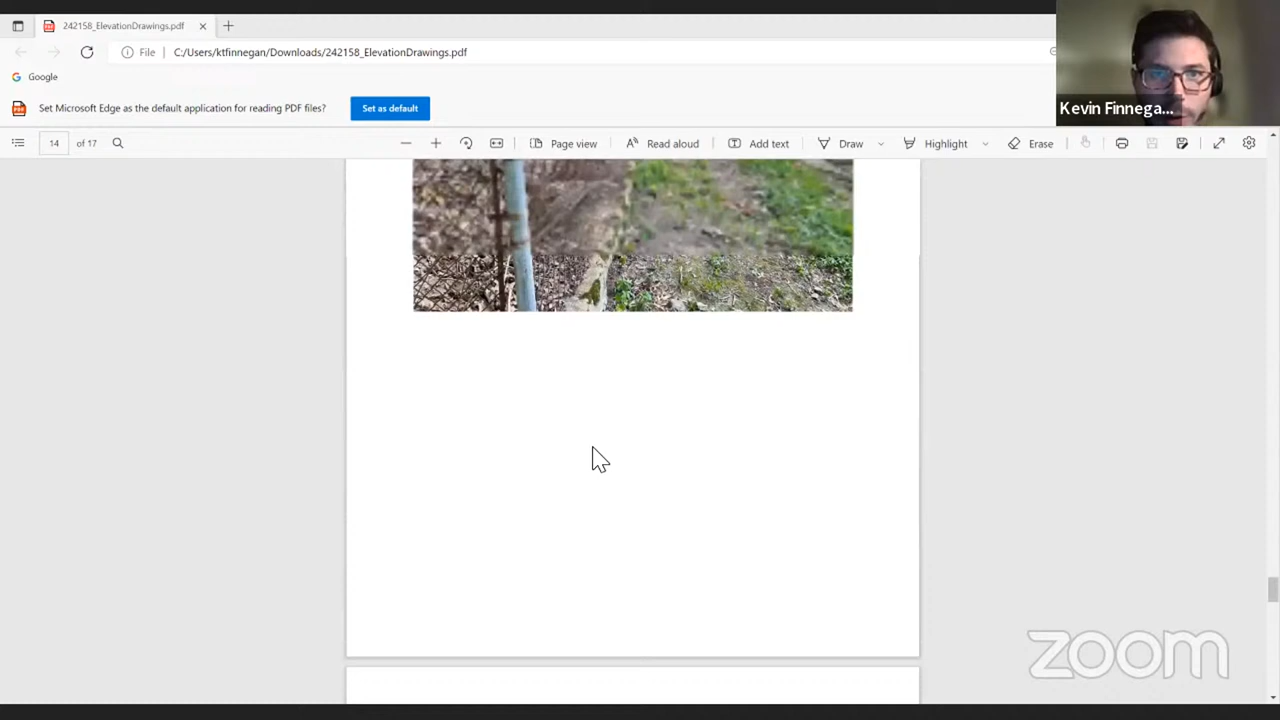 242158_ElevationDrawings.pdf
File
C:/Users/ktfinnegan/Downloads/242158_ElevationDrawings.pdf
Google
Set Microsoft Edge as the default application for reading PDF files?
Set as default
Kevin Finnega...
14 of 17
Page view
Read aloud
Add text
Draw
Highlight
Erase
zoom